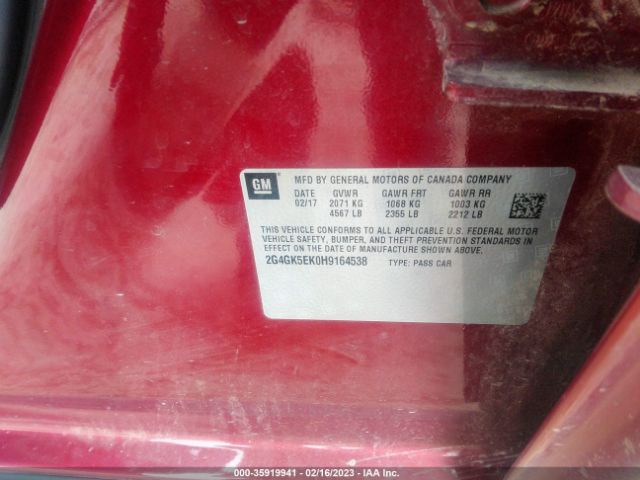 GM
MFD BY GENERAL MOTORS OF CANADA COMPANY
DATE GVWR GAWR FRT GAWR RR
02/17 2071 KG 1068 KG 1003 KG
4567 LB 2355 LB 2212 LB
THIS VEHICLE CONFORMS TO ALL APPLICABLE U.S. FEDERAL MOTOR
VEHICLE SAFETY, BUMPER, AND THEFT PREVENTION STANDARDS IN
EFFECT ON THE DATE OF MANUFACTURE SHOWN ABOVE.
2G4GK5EK0H9164538 TYPE: PASS CAR
000-35919941 - 02/16/2023 - IAA Inc.